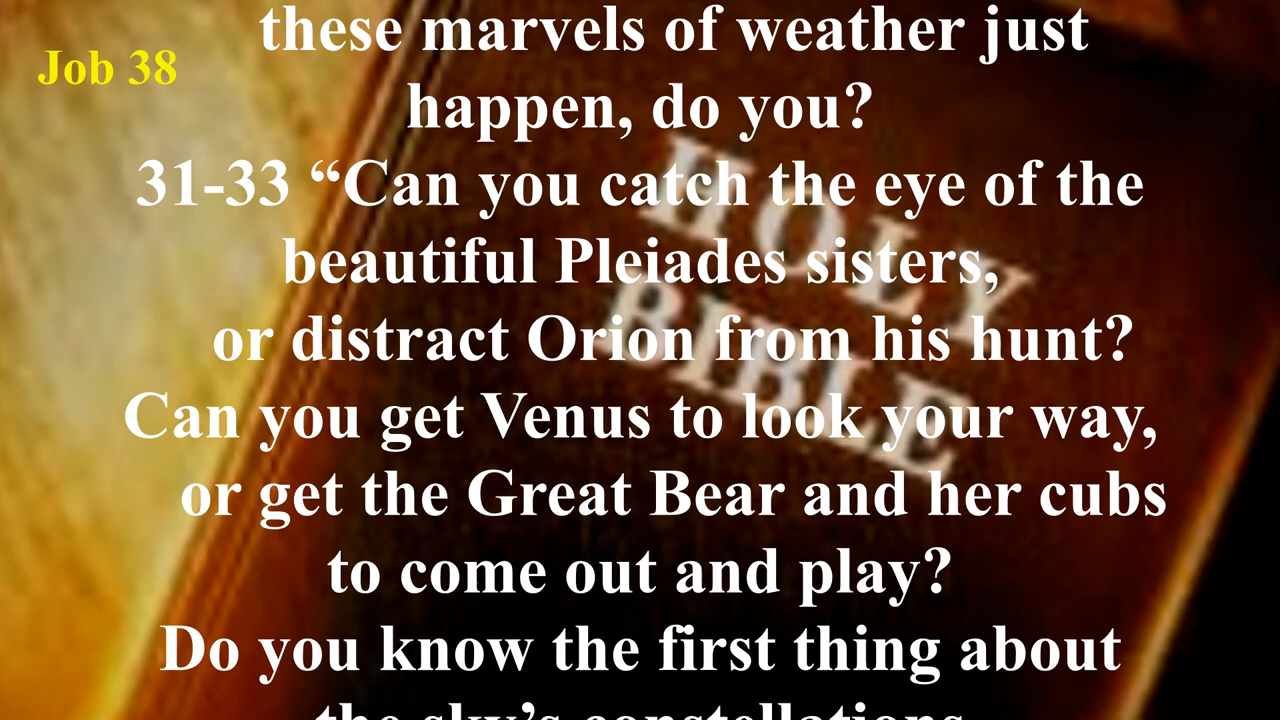 these marvels of weather just
Job 38
happen, do you?
31-33 “Can you catch the eye of the
beautiful Pleiades sisters,
or distract Orion from his hunt?
Can you get Venus to look your way,
or get the Great Bear and her cubs
to come out and play?
Do you know the first thing about
the sky’s constellations
HOLY
BIBLE